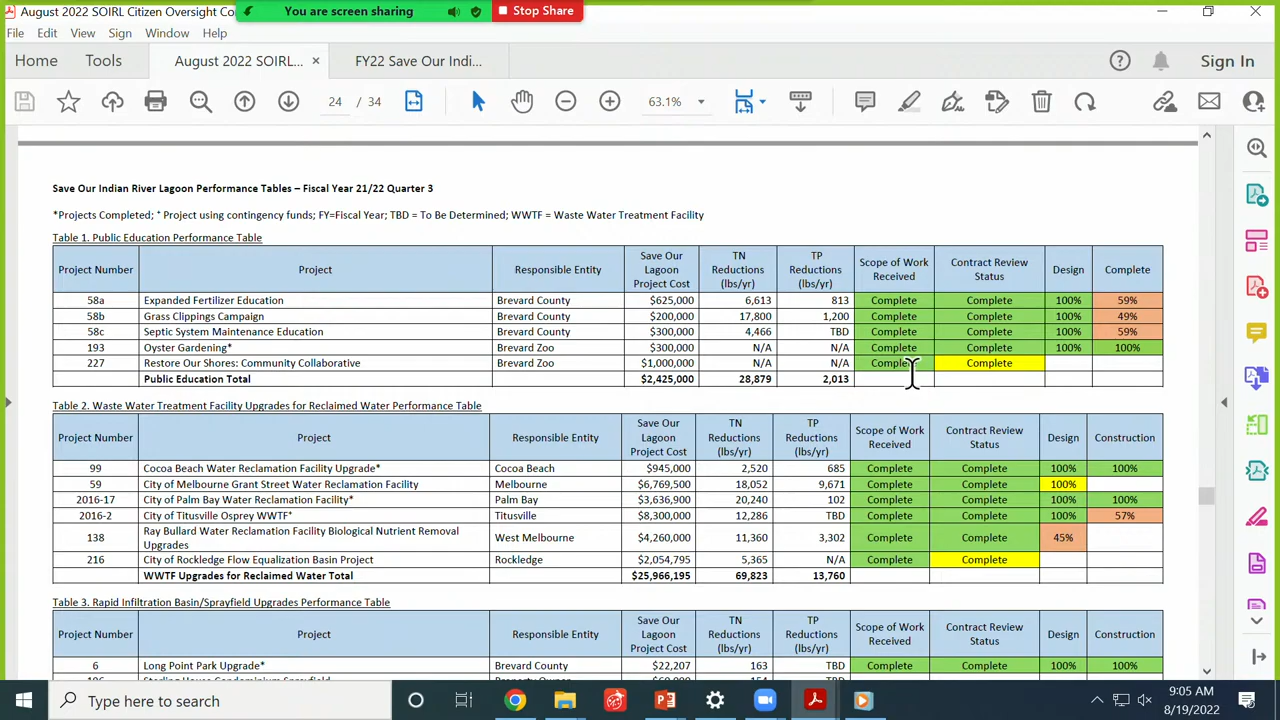 August 2022 SOIRL Citizen Oversight Co
You are screen sharing
Stop Share
File Edit View Sign Window Help
Home Tools August 2022 SOIRL... × FY22 Save Our Indi... Sign In
24 / 34 63.1%
Save Our Indian River Lagoon Performance Tables – Fiscal Year 21/22 Quarter 3
*Projects Completed; ⁺ Project using contingency funds; FY=Fiscal Year; TBD = To Be Determined; WWTF = Waste Water Treatment Facility
Table 1. Public Education Performance Table
Project Number Project Responsible Entity Save Our Lagoon Project Cost TN Reductions (lbs/yr) TP Reductions (lbs/yr) Scope of Work Received Contract Review Status Design Complete
58a Expanded Fertilizer Education Brevard County $625,000 6,613 813 Complete Complete 100% 59%
58b Grass Clippings Campaign Brevard County $200,000 17,800 1,200 Complete Complete 100% 49%
58c Septic System Maintenance Education Brevard County $300,000 4,466 TBD Complete Complete 100% 59%
193 Oyster Gardening* Brevard Zoo $300,000 N/A N/A Complete Complete 100% 100%
227 Restore Our Shores: Community Collaborative Brevard Zoo $1,000,000 N/A N/A Complete Complete
Public Education Total $2,425,000 28,879 2,013
Table 2. Waste Water Treatment Facility Upgrades for Reclaimed Water Performance Table
Project Number Project Responsible Entity Save Our Lagoon Project Cost TN Reductions (lbs/yr) TP Reductions (lbs/yr) Scope of Work Received Contract Review Status Design Construction
99 Cocoa Beach Water Reclamation Facility Upgrade* Cocoa Beach $945,000 2,520 685 Complete Complete 100% 100%
59 City of Melbourne Grant Street Water Reclamation Facility Melbourne $6,769,500 18,052 9,671 Complete Complete 100%
2016-17 City of Palm Bay Water Reclamation Facility⁺ Palm Bay $3,636,900 20,240 102 Complete Complete 100% 100%
2016-2 City of Titusville Osprey WWTF⁺ Titusville $8,300,000 12,286 TBD Complete Complete 100% 57%
138 Ray Bullard Water Reclamation Facility Biological Nutrient Removal Upgrades West Melbourne $4,260,000 11,360 3,302 Complete Complete 45%
216 City of Rockledge Flow Equalization Basin Project Rockledge $2,054,795 5,365 N/A Complete Complete
WWTF Upgrades for Reclaimed Water Total $25,966,195 69,823 13,760
Table 3. Rapid Infiltration Basin/Sprayfield Upgrades Performance Table
Project Number Project Responsible Entity Save Our Lagoon Project Cost TN Reductions (lbs/yr) TP Reductions (lbs/yr) Scope of Work Received Contract Review Status Design Construction
6 Long Point Park Upgrade* Brevard County $22,207 163 TBD Complete Complete 100% 100%
Type here to search
9:05 AM
8/19/2022